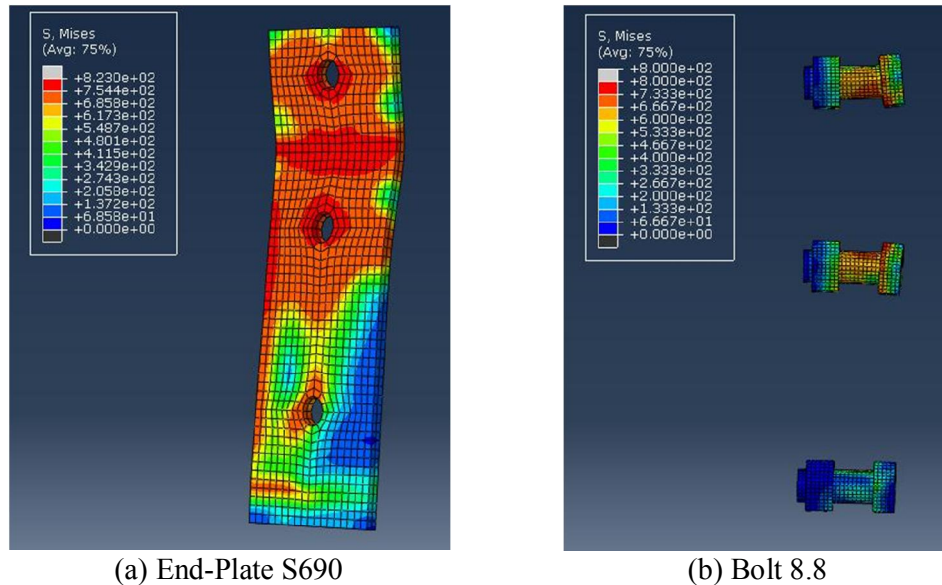 S, Mises
(Avg: 75%)
+8.230e+02
+7.544e+02
+6.858e+02
+6.173e+02
+5.487e+02
+4.801e+02
+4.115e+02
+3.429e+02
+2.743e+02
+2.058e+02
+1.372e+02
+6.858e+01
+0.000e+00
S, Mises
(Avg: 75%)
+8.000e+02
+8.000e+02
+7.333e+02
+6.667e+02
+6.000e+02
+5.333e+02
+4.667e+02
+4.000e+02
+3.333e+02
+2.667e+02
+2.000e+02
+1.333e+02
+6.667e+01
+0.000e+00
(a) End-Plate S690
(b) Bolt 8.8